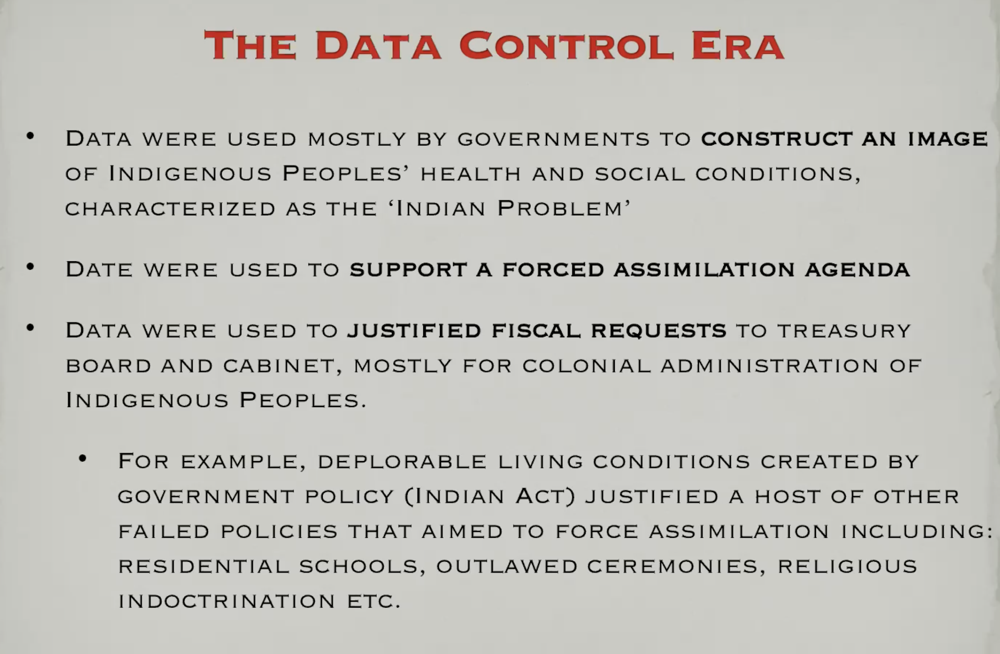 The Data Control Era
• Data were used mostly by governments to construct an image
of Indigenous Peoples’ health and social conditions,
characterized as the ‘Indian Problem’
• Date were used to support a forced assimilation agenda
• Data were used to justified fiscal requests to treasury
board and cabinet, mostly for colonial administration of
Indigenous Peoples.
• For example, deplorable living conditions created by
government policy (Indian Act) justified a host of other
failed policies that aimed to force assimilation including:
residential schools, outlawed ceremonies, religious
indoctrination etc.